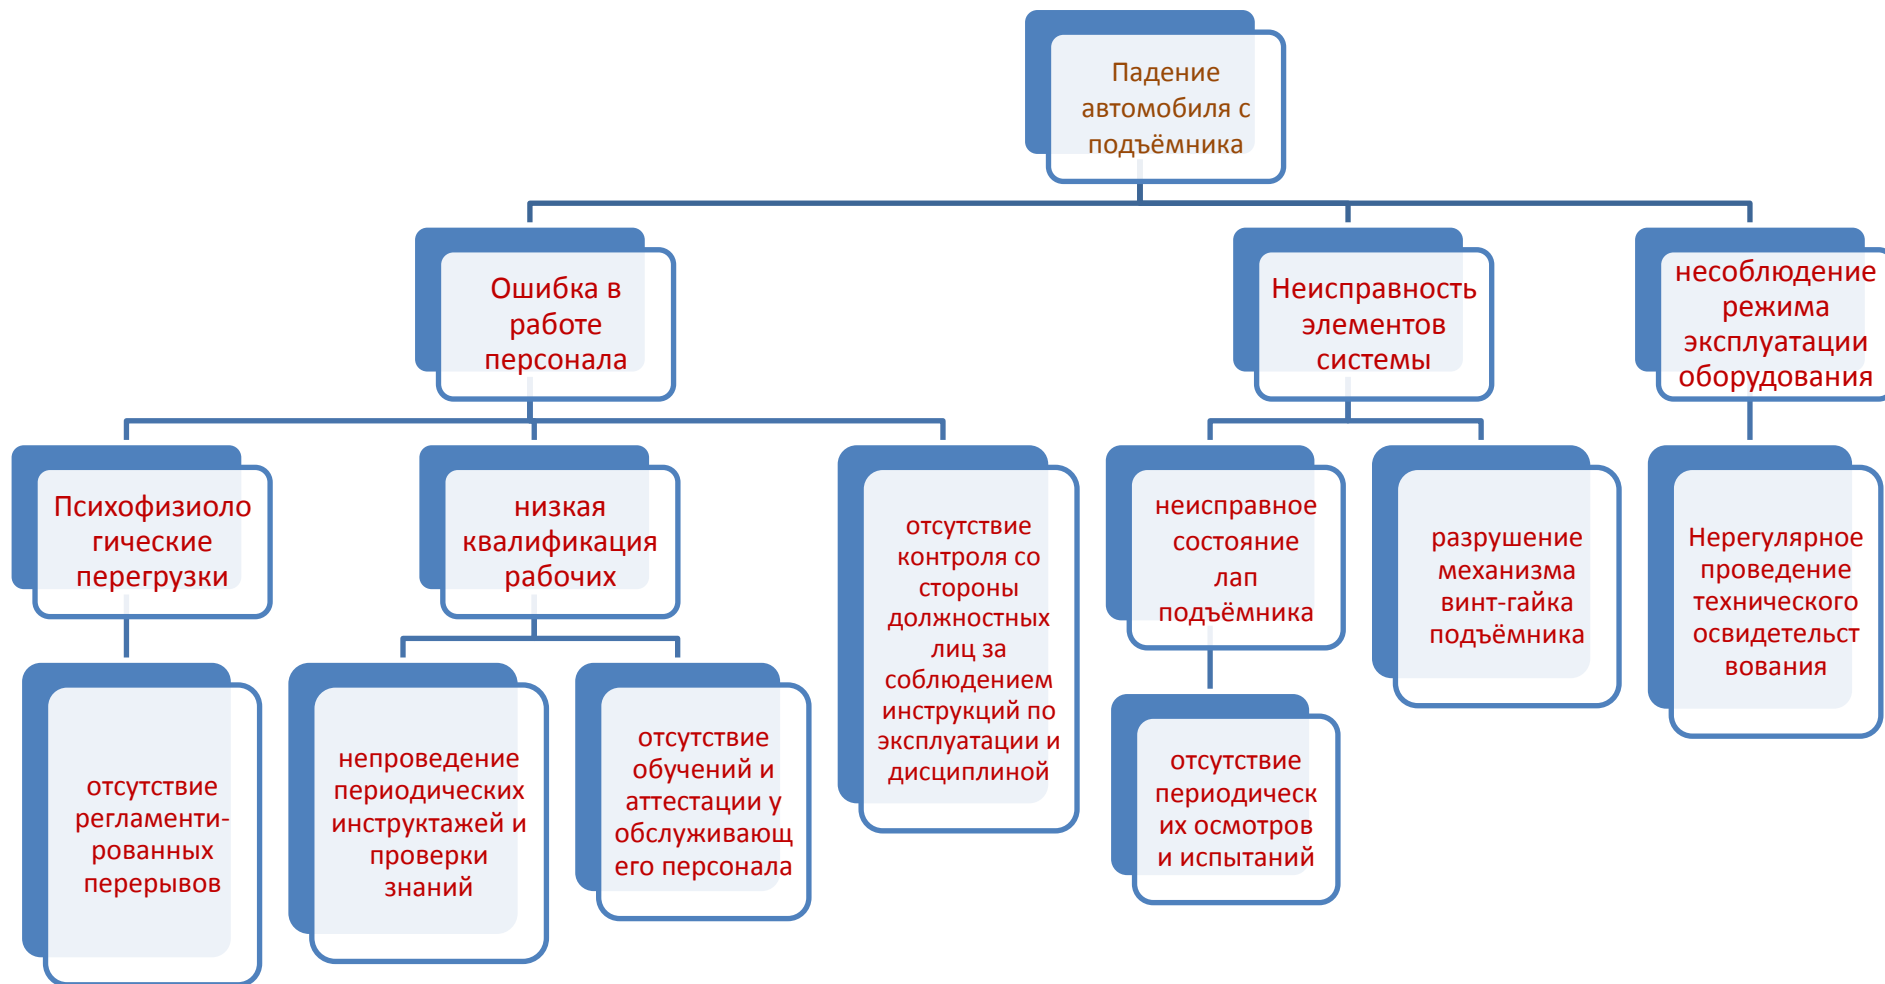 Падение
автомобиля с
подъёмника
Ошибка в
работе
персонала
Неисправность
элементов
системы
несоблюдение
режима
эксплуатации
оборудования
Психофизиоло
гические
перегрузки
низкая
квалификация
рабочих
отсутствие
контроля со
стороны
должностных
лиц за
соблюдением
инструкций по
эксплуатации и
дисциплиной
неисправное
состояние
лап
подъёмника
разрушение
механизма
винт-гайка
подъёмника
Нерегулярное
проведение
технического
освидетельст
вования
отсутствие
регламенти-
рованных
перерывов
непроведение
периодических
инструктажей и
проверки
знаний
отсутствие
обучений и
аттестации у
обслуживающ
его персонала
отсутствие
периодическ
их осмотров
и испытаний